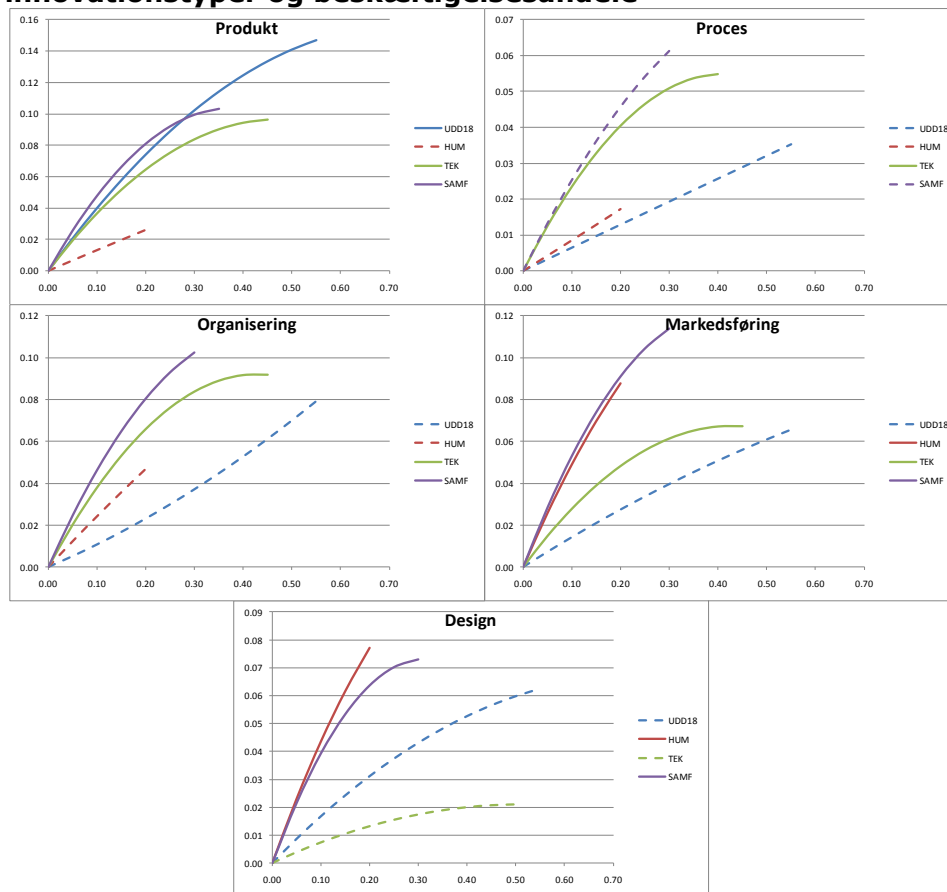 innovationstyper og beskæftigelsesandele
Produkt
0.16
0.14
0.12
0.10
0.08
0.06
0.04
0.02
0.00
0.00 0.10 0.20 0.30 0.40 0.50 0.60 0.70
UDD18
HUM
TEK
SAMF
Proces
0.07
0.06
0.05
0.04
0.03
0.02
0.01
0.00
0.00 0.10 0.20 0.30 0.40 0.50 0.60 0.70
UDD18
HUM
TEK
SAMF
Organisering
0.12
0.10
0.08
0.06
0.04
0.02
0.00
0.00 0.10 0.20 0.30 0.40 0.50 0.60 0.70
UDD18
HUM
TEK
SAMF
Markedsføring
0.12
0.10
0.08
0.06
0.04
0.02
0.00
0.00 0.10 0.20 0.30 0.40 0.50 0.60 0.70
UDD18
HUM
TEK
SAMF
Design
0.09
0.08
0.07
0.06
0.05
0.04
0.03
0.02
0.01
0.00
0.00 0.10 0.20 0.30 0.40 0.50 0.60 0.70
UDD18
HUM
TEK
SAMF